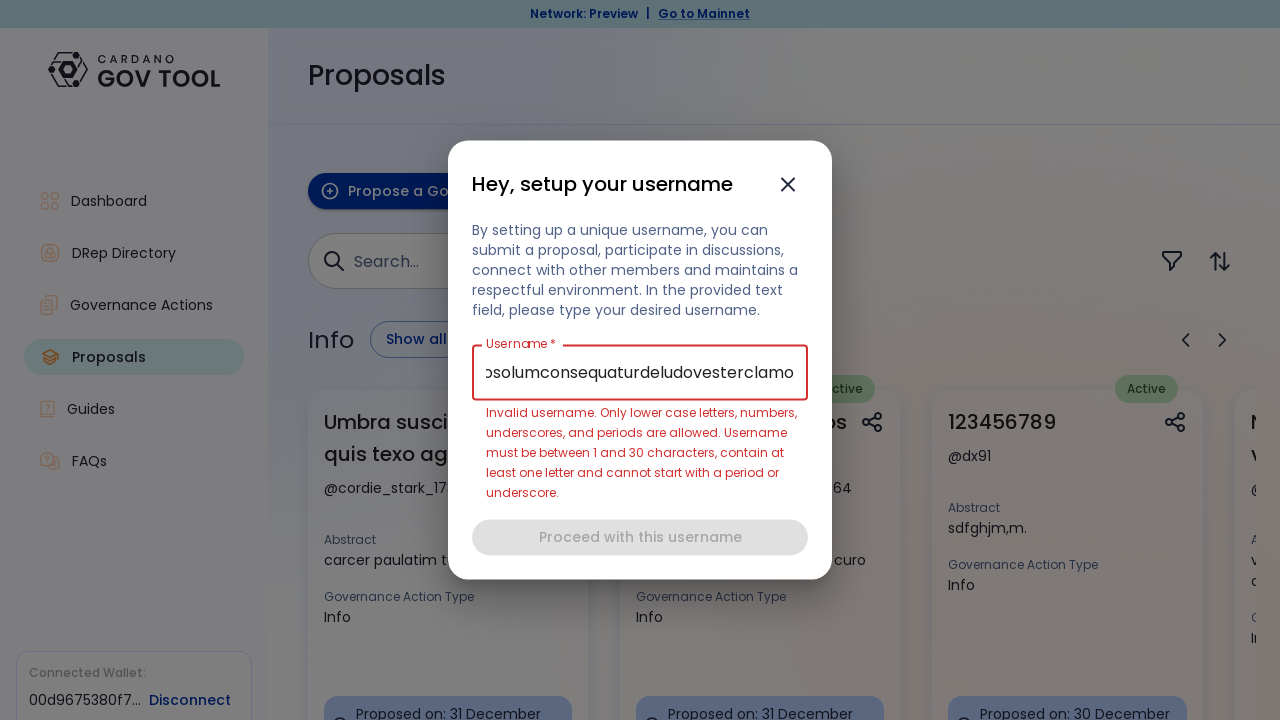 Network: Preview | Go to Mainnet
CARDANO
GOV TOOL
Proposals
Dashboard
DRep Directory
Governance Actions
Proposals
Guides
FAQs
Connected Wallet:
00d9675380f7... Disconnect
Propose a Go
Search...
Info
Show all
Hey, setup your username
By setting up a unique username, you can
submit a proposal, participate in discussions,
connect with other members and maintains a
respectful environment. In the provided text
field, please type your desired username.
Username *
osolumconsequaturdeludovesterclamo
Invalid username. Only lower case letters, numbers,
underscores, and periods are allowed. Username
must be between 1 and 30 characters, contain at
least one letter and cannot start with a period or
underscore.
Proceed with this username
Umbra susci
quis texo ag
@cordie_stark_17
Abstract
carcer paulatim t
Governance Action Type
Info
Proposed on: 31 December
ctive
os
64
curo
Governance Action Type
Info
Proposed on: 31 December
Active
123456789
@dx91
Abstract
sdfghjm,m.
Governance Action Type
Info
Proposed on: 30 December